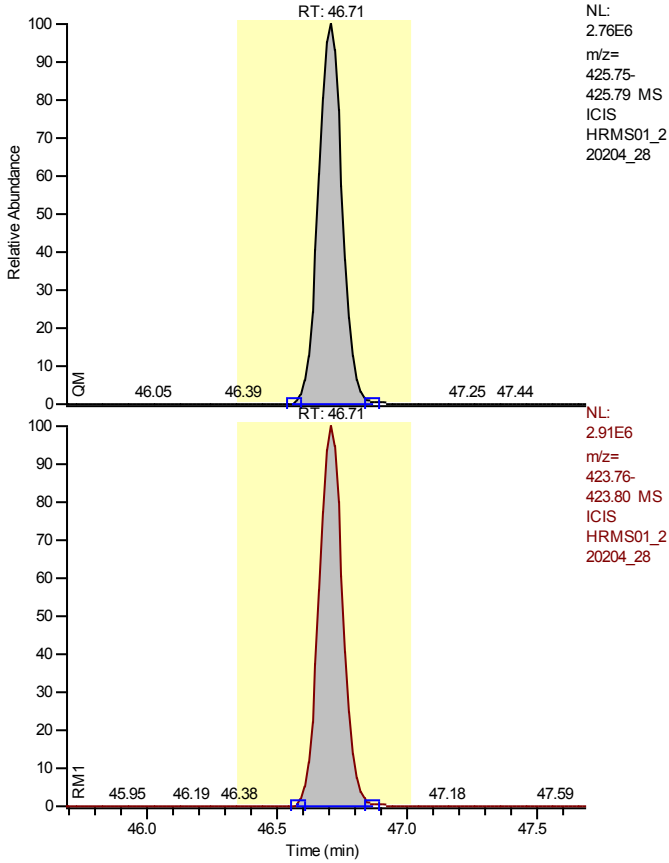 RT: 46.71
NL:
2.76E6
m/z=
425.75-
425.79 MS
ICIS
HRMS01_2
20204_28
100
90
80
70
60
50
40
30
20
10
0
Relative Abundance
QM
46.05 46.39 47.25 47.44
RT: 46.71
NL:
2.91E6
m/z=
423.76-
423.80 MS
ICIS
HRMS01_2
20204_28
100
90
80
70
60
50
40
30
20
10
0
RM1
45.95 46.19 46.38 47.18 47.59
46.0 46.5 47.0 47.5
Time (min)